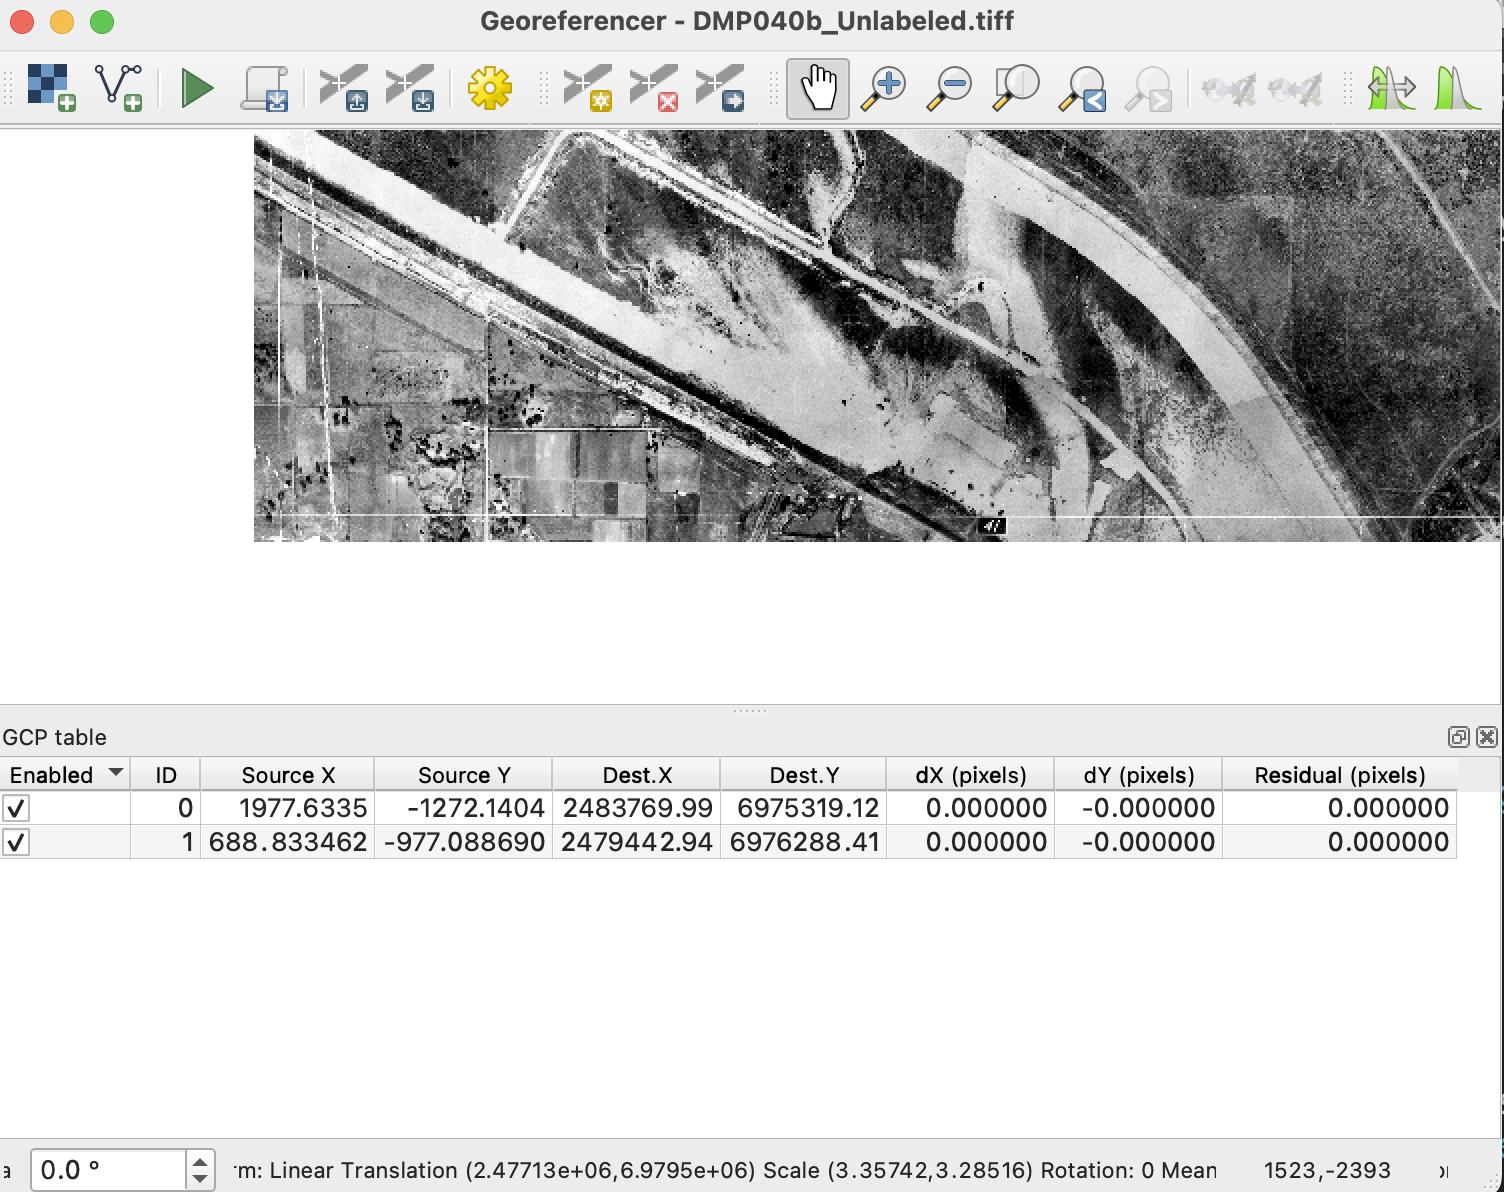 Georeferencer - DMP040b_Unlabeled.tiff
GCP table
Enabled ID Source X Source Y Dest.X Dest.Y dX (pixels) dY (pixels) Residual (pixels)
0 1977.6335 -1272.1404 2483769.99 6975319.12 0.000000 -0.000000 0.000000
1 688.833462 -977.088690 2479442.94 6976288.41 0.000000 -0.000000 0.000000
0.0 ° rm: Linear Translation (2.47713e+06,6.9795e+06) Scale (3.35742,3.28516) Rotation: 0 Mean 1523,-2393